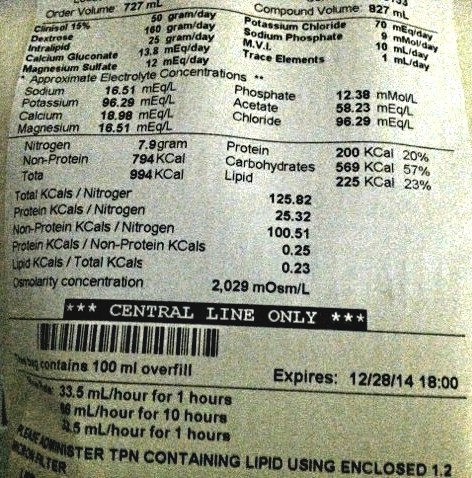 Order Volume: 727 mL Compound Volume: 827 mL
Clinisol 15% 50 gram/day Potassium Chloride 70 mEq/day
Dextrose 160 gram/day Sodium Phosphate 9 mMol/day
Intralipid 25 gram/day M.V.I. 10 mL/day
Calcium Gluconate 13.8 mEq/day Trace Elements 1 mL/day
Magnesium Sulfate 12 mEq/day
* Approximate Electrolyte Concentrations **
Sodium 16.51 mEq/L Phosphate 12.38 mMol/L
Potassium 96.29 mEq/L Acetate 58.23 mEq/L
Calcium 18.98 mEq/L Chloride 96.29 mEq/L
Magnesium 16.51 mEq/L
Nitrogen 7.9gram Protein 200 KCal 20%
Non-Protein 794 KCal Carbohydrates 569 KCal 57%
Tota 994 KCal Lipid 225 KCal 23%
Total KCals / Nitroger 125.82
Protein KCals / Nitrogen 25.32
Non-Protein KCals / Nitrogen 100.51
Protein KCals / Non-Protein KCals 0.25
Lipid KCals / Total KCals 0.23
Osmolarity concentration 2,029 mOsm/L
*** CENTRAL LINE ONLY ***
bag contains 100 ml overfill
Expires: 12/28/14 18:00
33.5 mL/hour for 1 hours
mL/hour for 10 hours
mL/hour for 1 hours
PLEASE ADMINISTER TPN CONTAINING LIPID USING ENCLOSED 1.2
MICRON FILTER